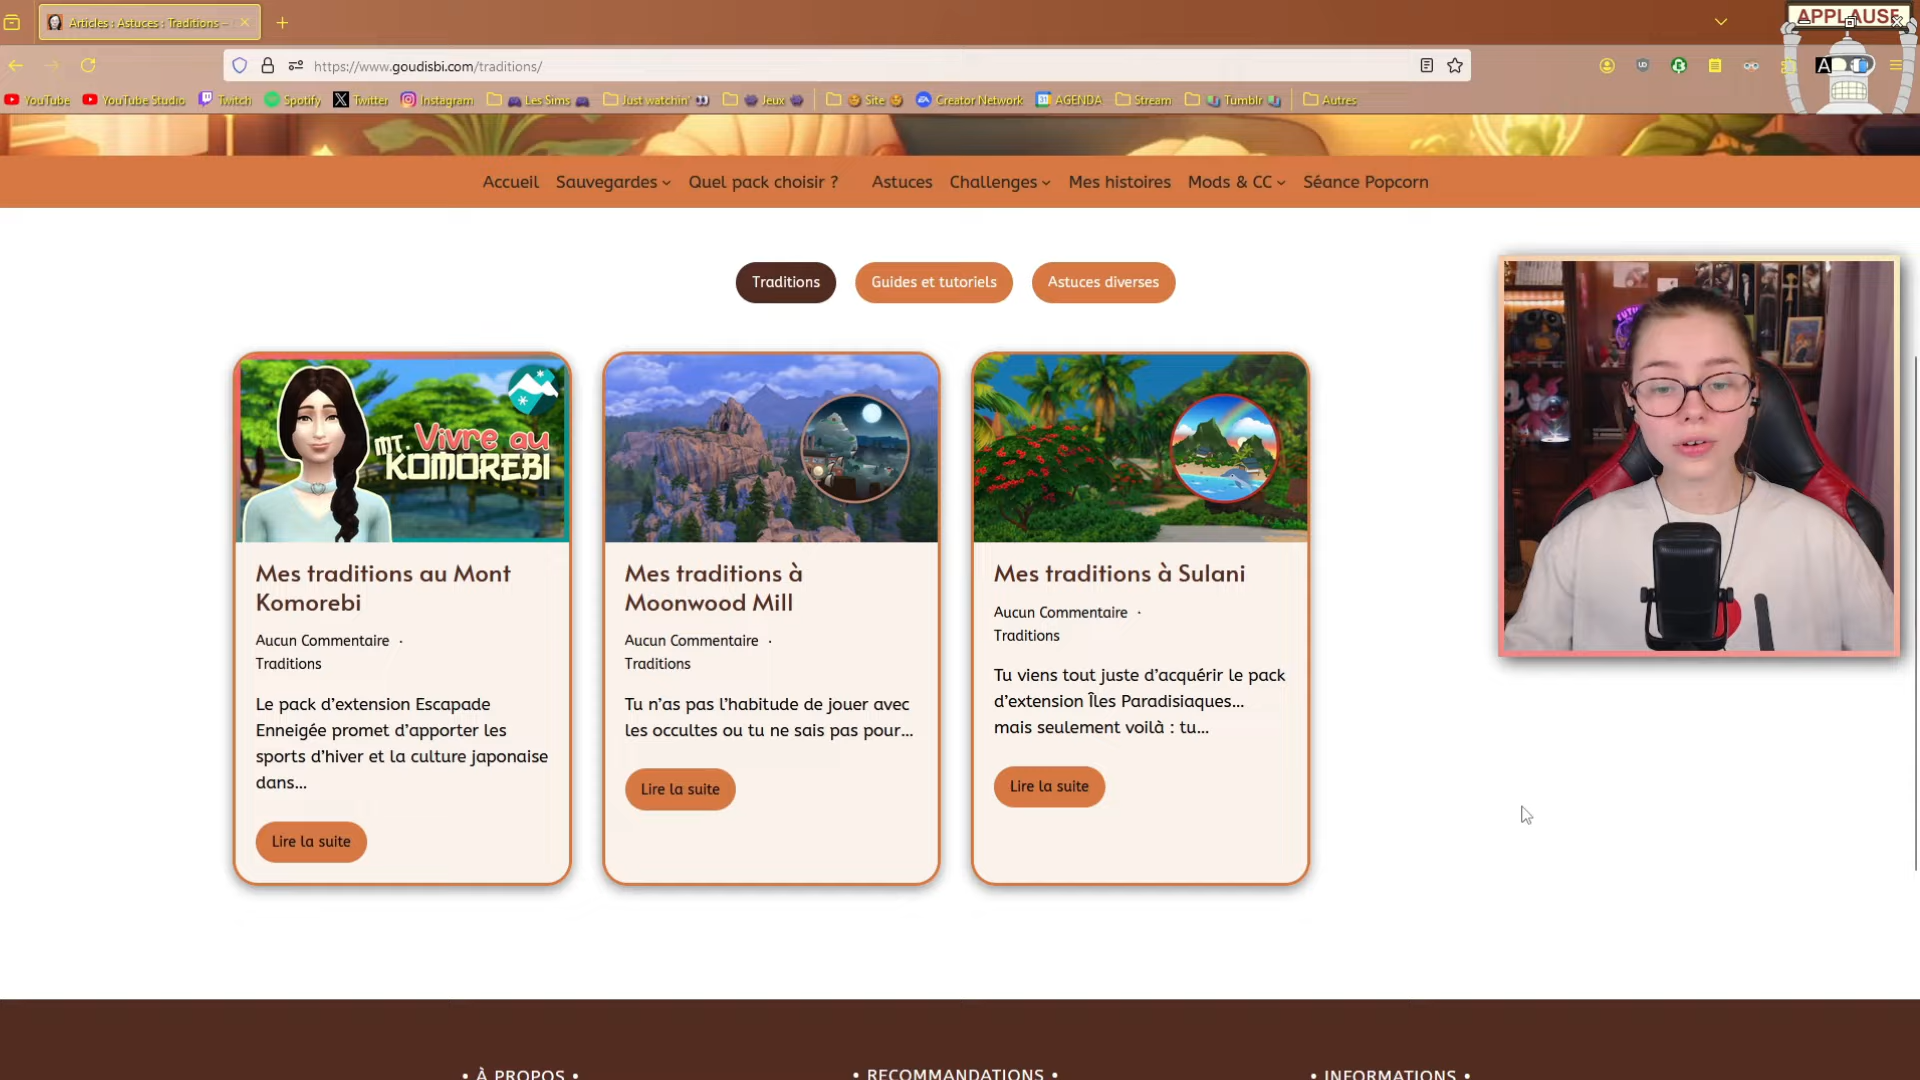 APPLAUSE
Articles : Astuces : Traditions –
https://www.goudisbi.com/traditions/
YouTube YouTube Studio Twitch Spotify Twitter Instagram Les Sims Just watchin' Jeux Site Creator Network AGENDA Stream Tumblr Autres
Accueil Sauvegardes Quel pack choisir ? Astuces Challenges Mes histoires Mods & CC Séance Popcorn
Traditions Guides et tutoriels Astuces diverses
Vivre au
MT. KOMOREBI
Mes traditions au Mont
Komorebi
Aucun Commentaire ·
Traditions
Le pack d'extension Escapade
Enneigée promet d'apporter les
sports d'hiver et la culture japonaise
dans...
Lire la suite
Mes traditions à
Moonwood Mill
Aucun Commentaire ·
Traditions
Tu n'as pas l'habitude de jouer avec
les occultes ou tu ne sais pas pour...
Lire la suite
Mes traditions à Sulani
Aucun Commentaire ·
Traditions
Tu viens tout juste d'acquérir le pack
d'extension Îles Paradisiaques...
mais seulement voilà : tu...
Lire la suite
• À PROPOS • • RECOMMANDATIONS • • INFORMATIONS •